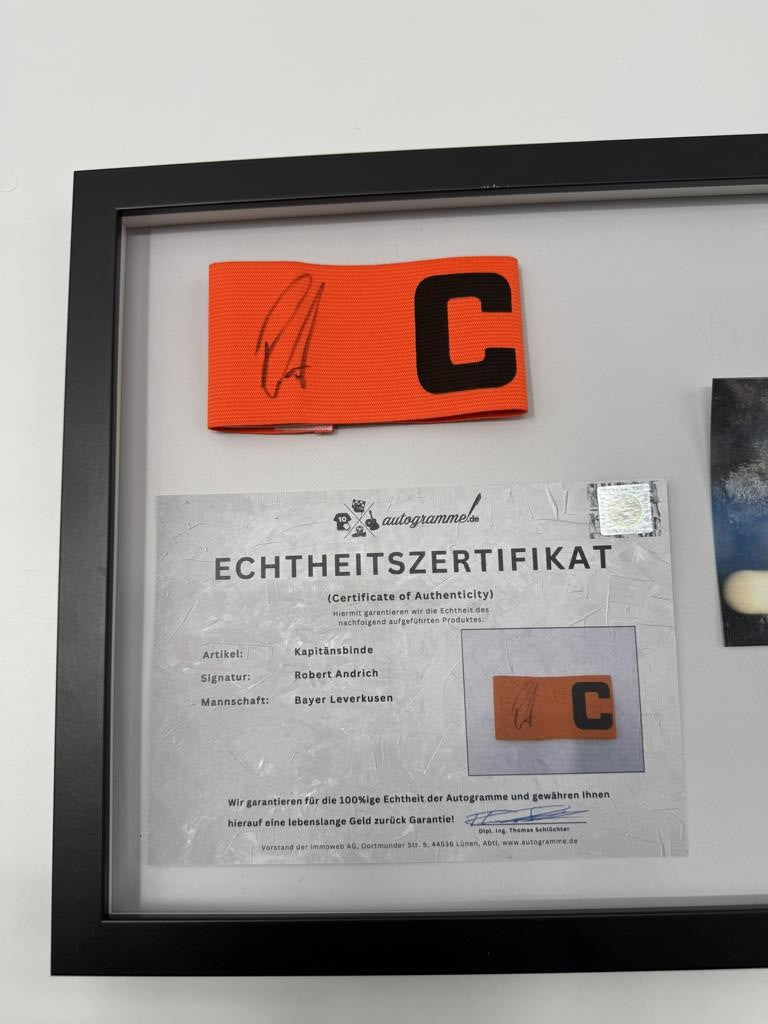 C
10
autogramme.de
ECHTHEITSZERTIFIKAT
(Certificate of Authenticity)
Hiermit garantieren wir die Echtheit des
nachfolgend aufgeführten Produktes:
Artikel: Kapitänsbinde
Signatur: Robert Andrich
Mannschaft: Bayer Leverkusen
C
Wir garantieren für die 100%ige Echtheit der Autogramme und gewähren Ihnen
hierauf eine lebenslange Geld zurück Garantie!
Dipl. Ing. Thomas Schlüchter
Vorstand der immoweb AG, Dortmunder Str. 5, 44536 Lünen, Abtl. www.autogramme.de